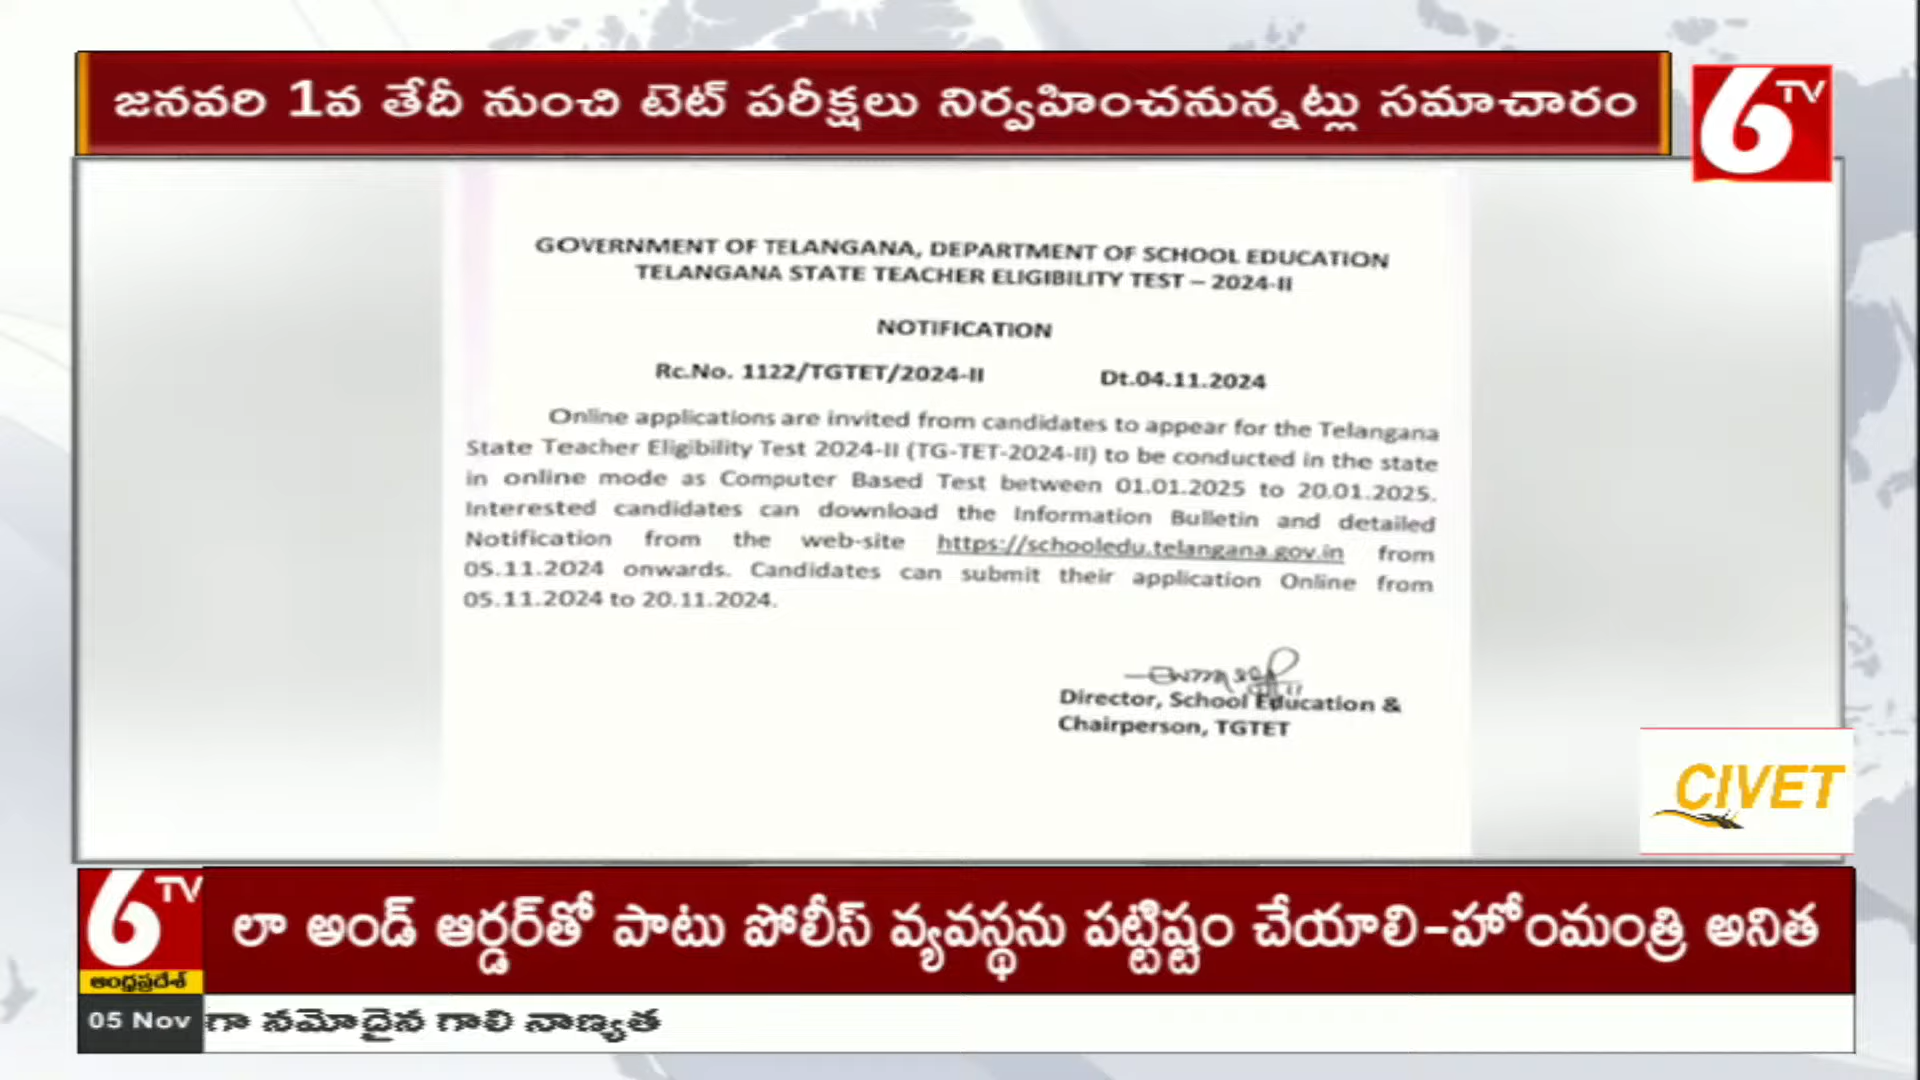 జనవరి 1వ తేదీ నుంచి టెట్ పరీక్షలు నిర్వహించనున్నట్లు సమాచారం
6TV
GOVERNMENT OF TELANGANA, DEPARTMENT OF SCHOOL EDUCATION
TELANGANA STATE TEACHER ELIGIBILITY TEST – 2024-II
NOTIFICATION
Rc.No. 1122/TGTET/2024-II Dt.04.11.2024
Online applications are invited from candidates to appear for the Telangana
State Teacher Eligibility Test 2024-II (TG-TET-2024-II) to be conducted in the state
in online mode as Computer Based Test between 01.01.2025 to 20.01.2025.
Interested candidates can download the Information Bulletin and detailed
Notification from the web-site https://schooledu.telangana.gov.in from
05.11.2024 onwards. Candidates can submit their application Online from
05.11.2024 to 20.11.2024.
Director, School Education &
Chairperson, TGTET
CIVET
6TV
ఆంధ్రప్రదేశ్
లా అండ్ ఆర్డర్‌తో పాటు పోలీస్ వ్యవస్థను పట్టిష్టం చేయాలి-హోంమంత్రి అనిత
05 Nov
గా నమోదైన గాలి నాణ్యత